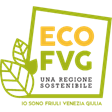 ECO
FVG
UNA REGIONE
SOSTENIBILE
IO SONO FRIULI VENEZIA GIULIA